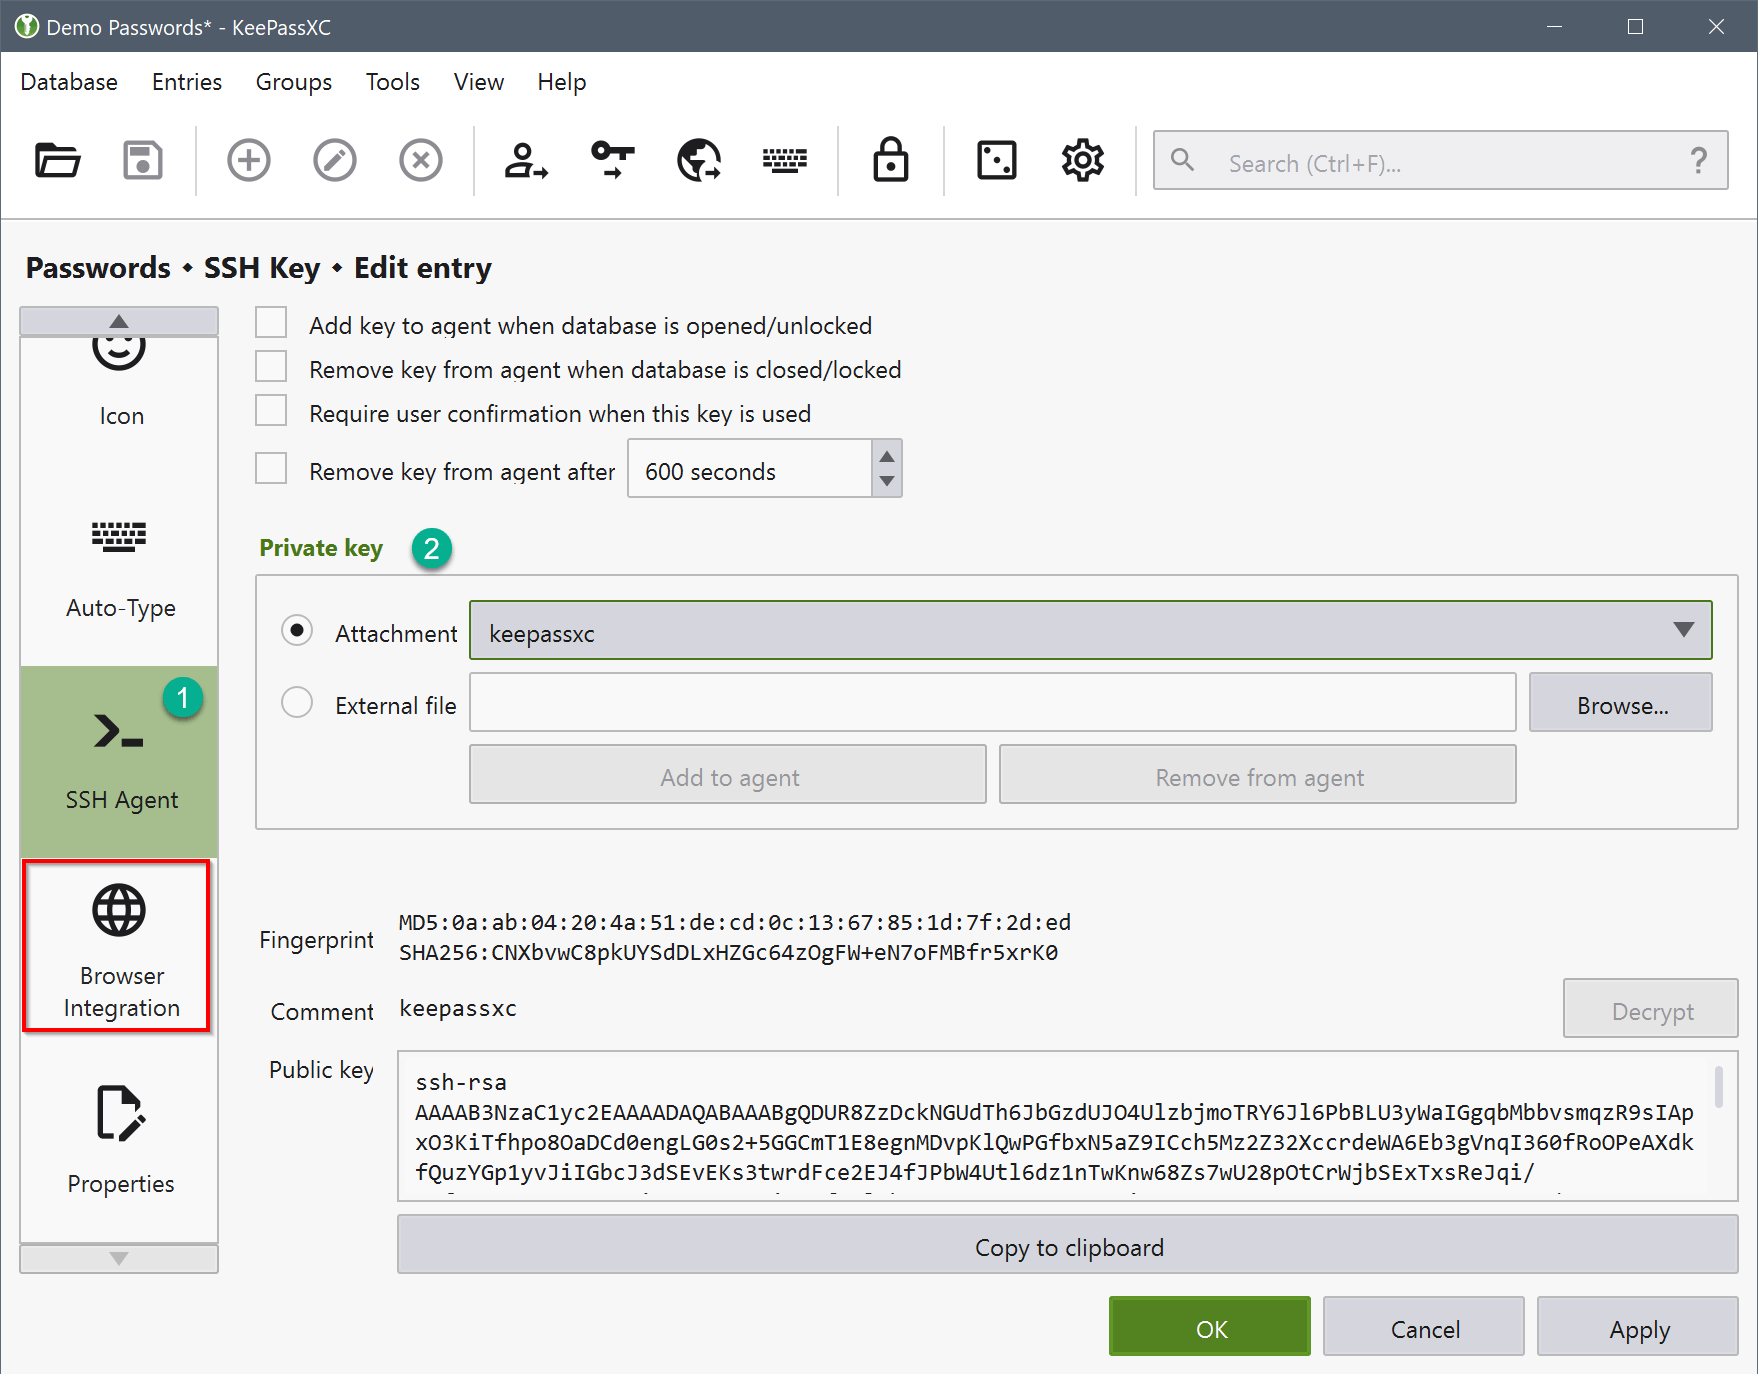 Demo Passwords* - KeePassXC
Database Entries Groups Tools View Help
Search (Ctrl+F)... ?
Passwords • SSH Key • Edit entry
Add key to agent when database is opened/unlocked
Remove key from agent when database is closed/locked
Require user confirmation when this key is used
Remove key from agent after 600 seconds
Icon
Auto-Type
1
SSH Agent
Browser
Integration
Properties
Private key 2
Attachment keepassxc
External file Browse...
Add to agent Remove from agent
Fingerprint
MD5:0a:ab:04:20:4a:51:de:cd:0c:13:67:85:1d:7f:2d:ed
SHA256:CNXbvwC8pkUYSdDLxHZGc64zOgFW+eN7oFMBfr5xrK0
Comment keepassxc
Decrypt
Public key
ssh-rsa
AAAAB3NzaC1yc2EAAAADAQABAAABgQDUR8ZzDckNGUdTh6JbGzdUJO4UlzbjmoTRY6Jl6PbBLU3yWaIGgqbMbbvsmqzR9sIAp
xO3KiTfhpo8OaDCd0engLG0s2+5GGCmT1E8egnMDvpKlQwPGfbxN5aZ9ICch5Mz2Z32XccrdeWA6Eb3gVnqI360fRoOPeAXdk
fQuzYGp1yvJiIGbcJ3dSEvEKs3twrdFce2EJ4fJPbW4Utl6dz1nTwKnw68Zs7wU28pOtCrWjbSExTxsReJqi/
Copy to clipboard
OK Cancel Apply